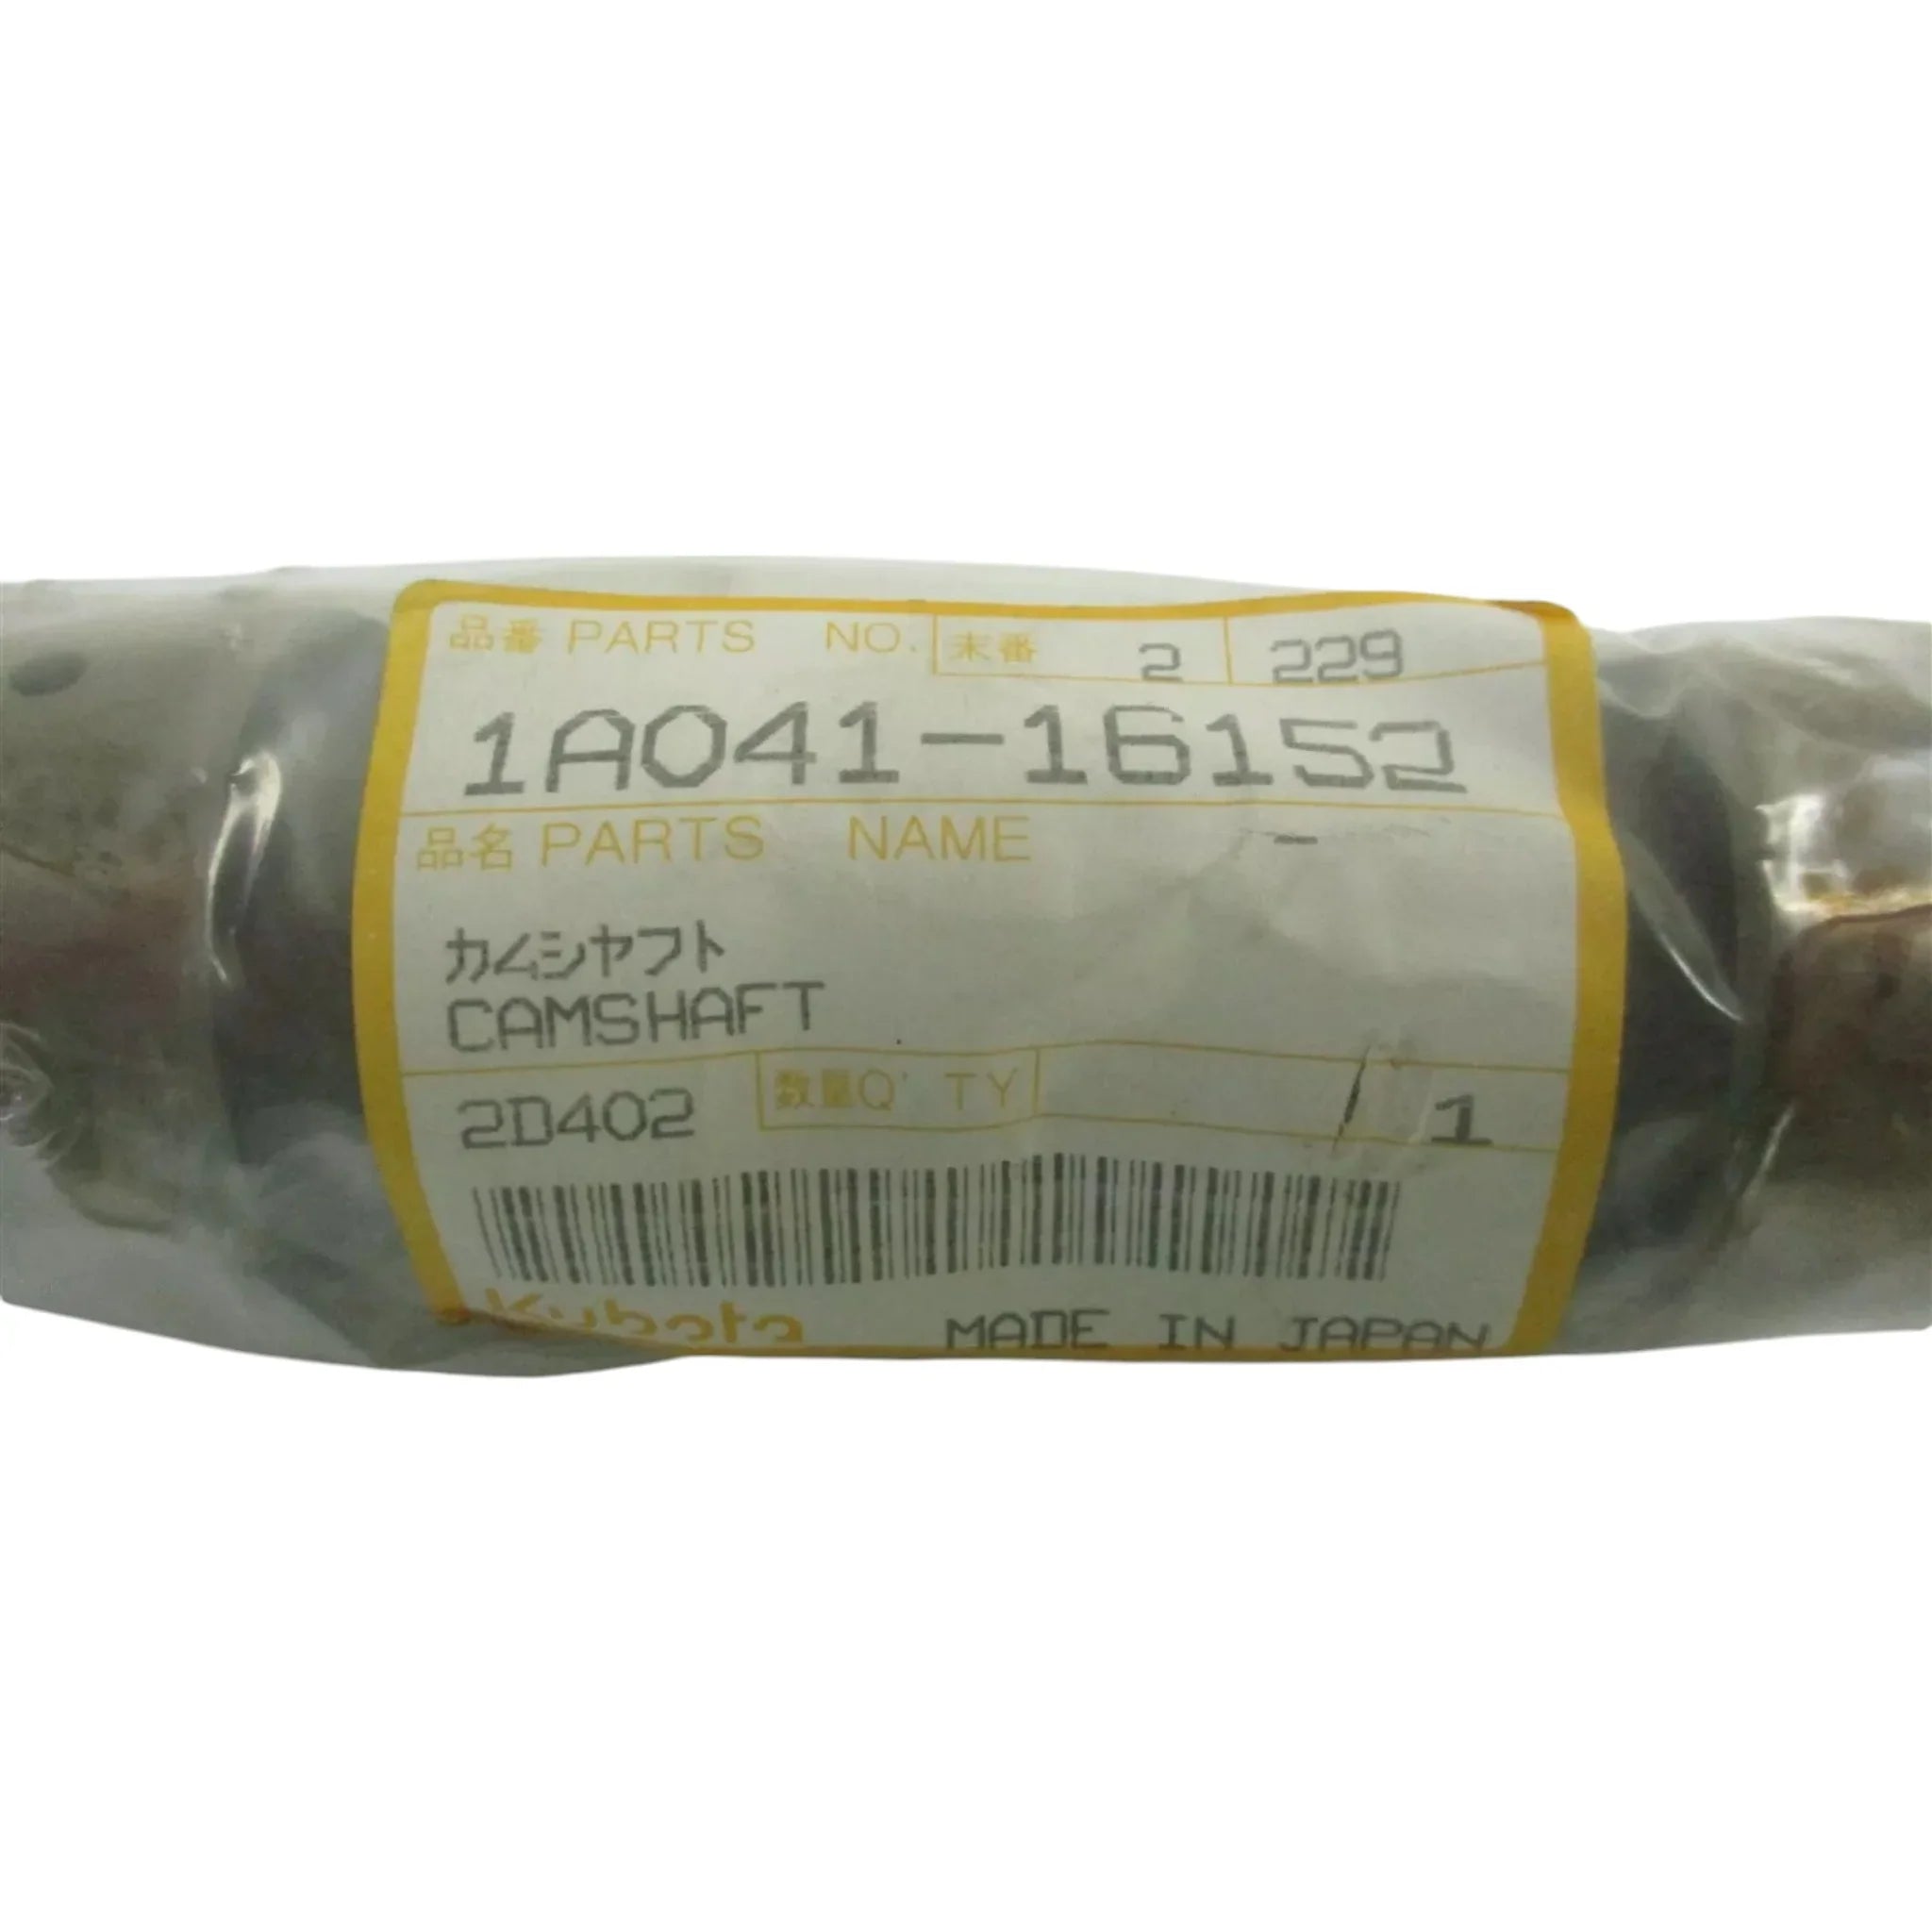 品番 PARTS NO. 末番 2 229
1A041-16152
品名 PARTS NAME -
カムシヤフト
CAMSHAFT
2D402 数量Q'TY 1
Kubota MADE IN JAPAN